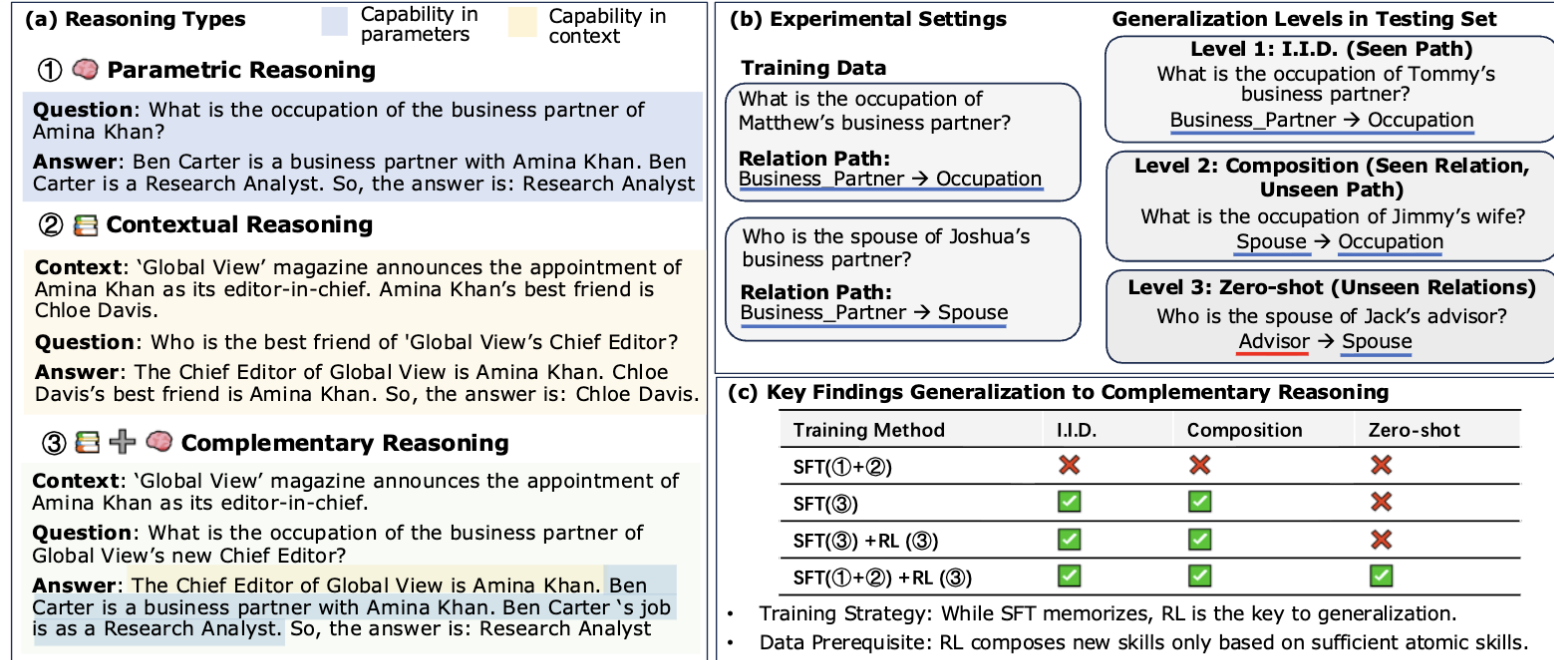 (a) Reasoning Types
Capability in
parameters
Capability in
context
① Parametric Reasoning
Question: What is the occupation of the business partner of
Amina Khan?
Answer: Ben Carter is a business partner with Amina Khan. Ben
Carter is a Research Analyst. So, the answer is: Research Analyst
② Contextual Reasoning
Context: ‘Global View’ magazine announces the appointment of
Amina Khan as its editor-in-chief. Amina Khan’s best friend is
Chloe Davis.
Question: Who is the best friend of 'Global View’s Chief Editor?
Answer: The Chief Editor of Global View is Amina Khan. Chloe
Davis’s best friend is Amina Khan. So, the answer is: Chloe Davis.
③ Complementary Reasoning
Context: ‘Global View’ magazine announces the appointment of
Amina Khan as its editor-in-chief.
Question: What is the occupation of the business partner of
Global View’s new Chief Editor?
Answer: The Chief Editor of Global View is Amina Khan. Ben
Carter is a business partner with Amina Khan. Ben Carter ‘s job
is as a Research Analyst. So, the answer is: Research Analyst
(b) Experimental Settings
Training Data
What is the occupation of
Matthew’s business partner?
Relation Path:
Business_Partner → Occupation
Who is the spouse of Joshua’s
business partner?
Relation Path:
Business_Partner → Spouse
Generalization Levels in Testing Set
Level 1: I.I.D. (Seen Path)
What is the occupation of Tommy’s
business partner?
Business_Partner → Occupation
Level 2: Composition (Seen Relation,
Unseen Path)
What is the occupation of Jimmy’s wife?
Spouse → Occupation
Level 3: Zero-shot (Unseen Relations)
Who is the spouse of Jack’s advisor?
Advisor → Spouse
(c) Key Findings Generalization to Complementary Reasoning
Training Method I.I.D. Composition Zero-shot
SFT(①+②) ❌ ❌ ❌
SFT(③) ✅ ✅ ❌
SFT(③) +RL (③) ✅ ✅ ❌
SFT(①+②) +RL (③) ✅ ✅ ✅
• Training Strategy: While SFT memorizes, RL is the key to generalization.
• Data Prerequisite: RL composes new skills only based on sufficient atomic skills.